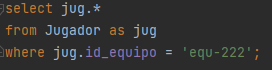 select jug.*
from Jugador as jug
where jug.id_equipo = 'equ-222';